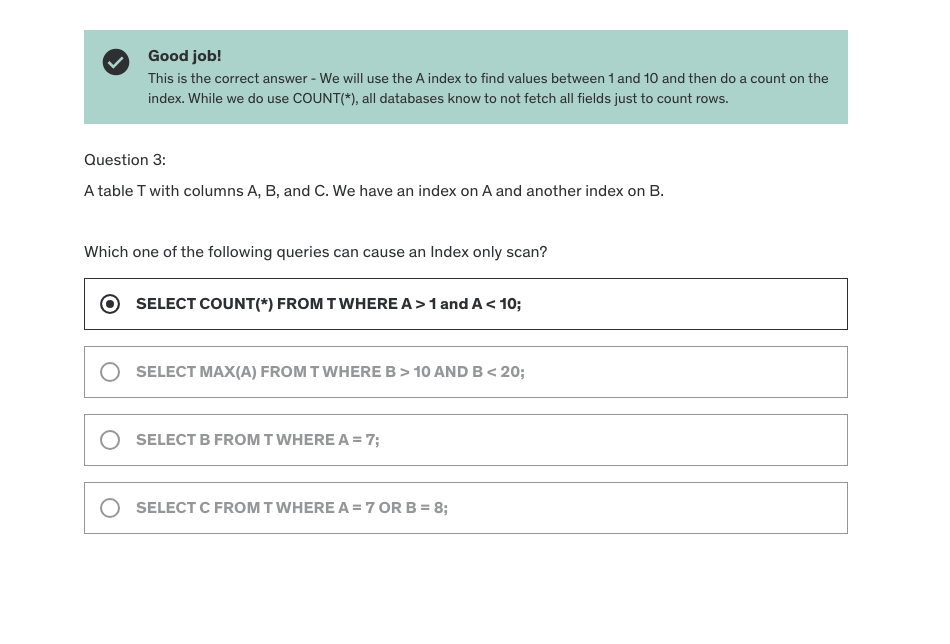 Good job!
This is the correct answer - We will use the A index to find values between 1 and 10 and then do a count on the
index. While we do use COUNT(*), all databases know to not fetch all fields just to count rows.
Question 3:
A table T with columns A, B, and C. We have an index on A and another index on B.
Which one of the following queries can cause an Index only scan?
SELECT COUNT(*) FROM T WHERE A > 1 and A < 10;
SELECT MAX(A) FROM T WHERE B > 10 AND B < 20;
SELECT B FROM T WHERE A = 7;
SELECT C FROM T WHERE A = 7 OR B = 8;